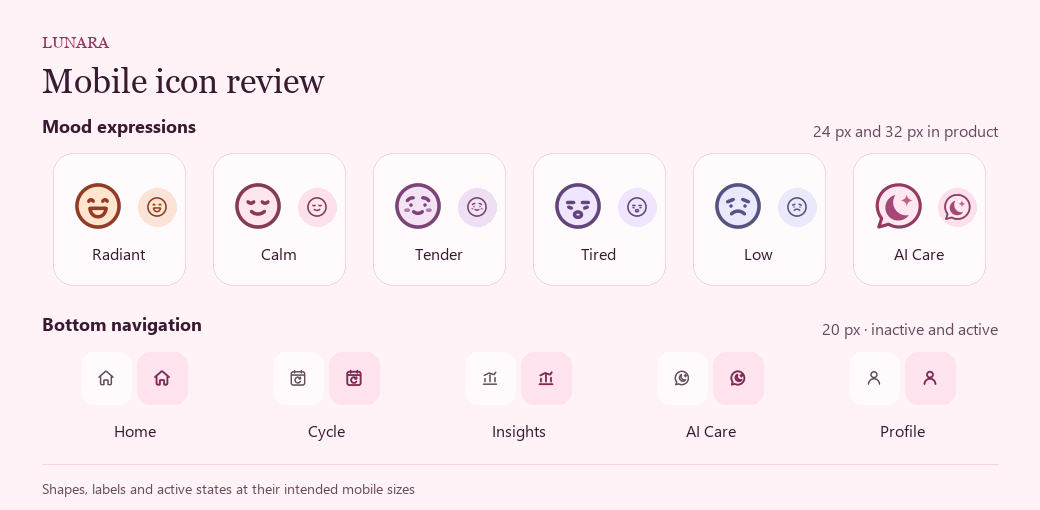 LUNARA
Mobile icon review
Mood expressions
24 px and 32 px in product
Radiant
Calm
Tender
Tired
Low
AI Care
Bottom navigation
20 px · inactive and active
Home
Cycle
Insights
AI Care
Profile
Shapes, labels and active states at their intended mobile sizes